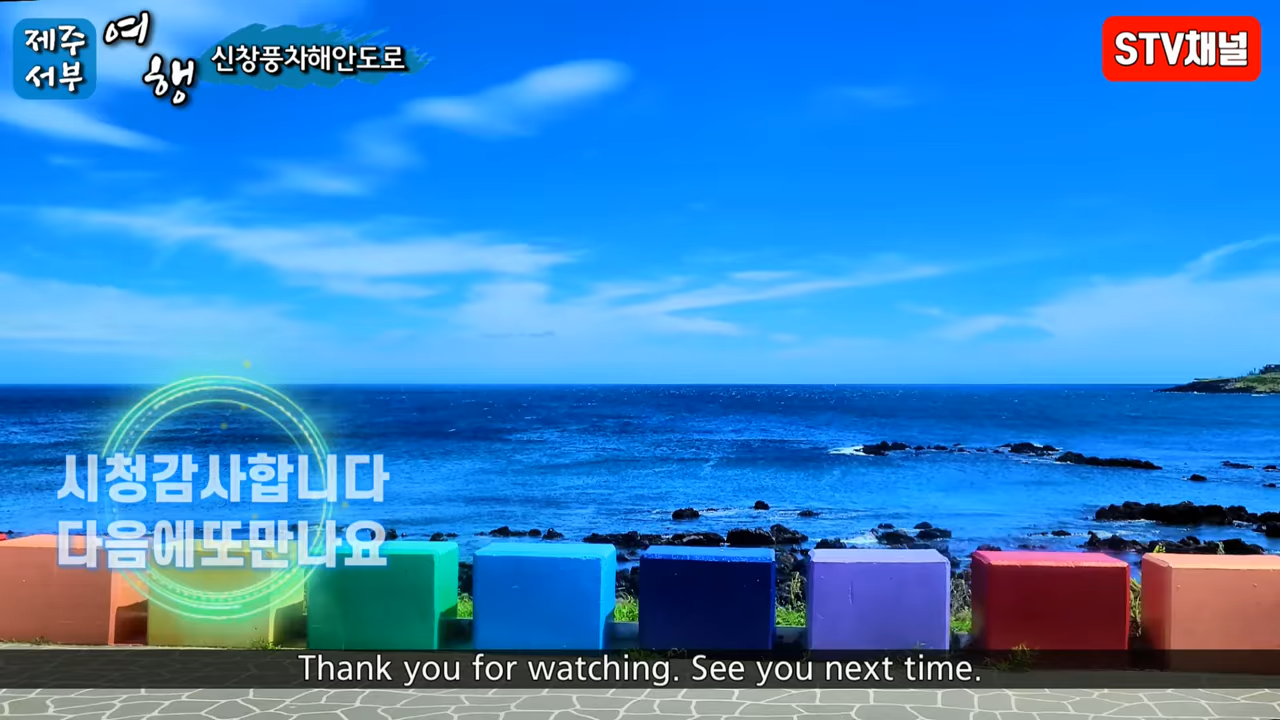 제주
서부
여행
신창풍차해안도로
STV채널
시청감사합니다
다음에또만나요
Thank you for watching. See you next time.